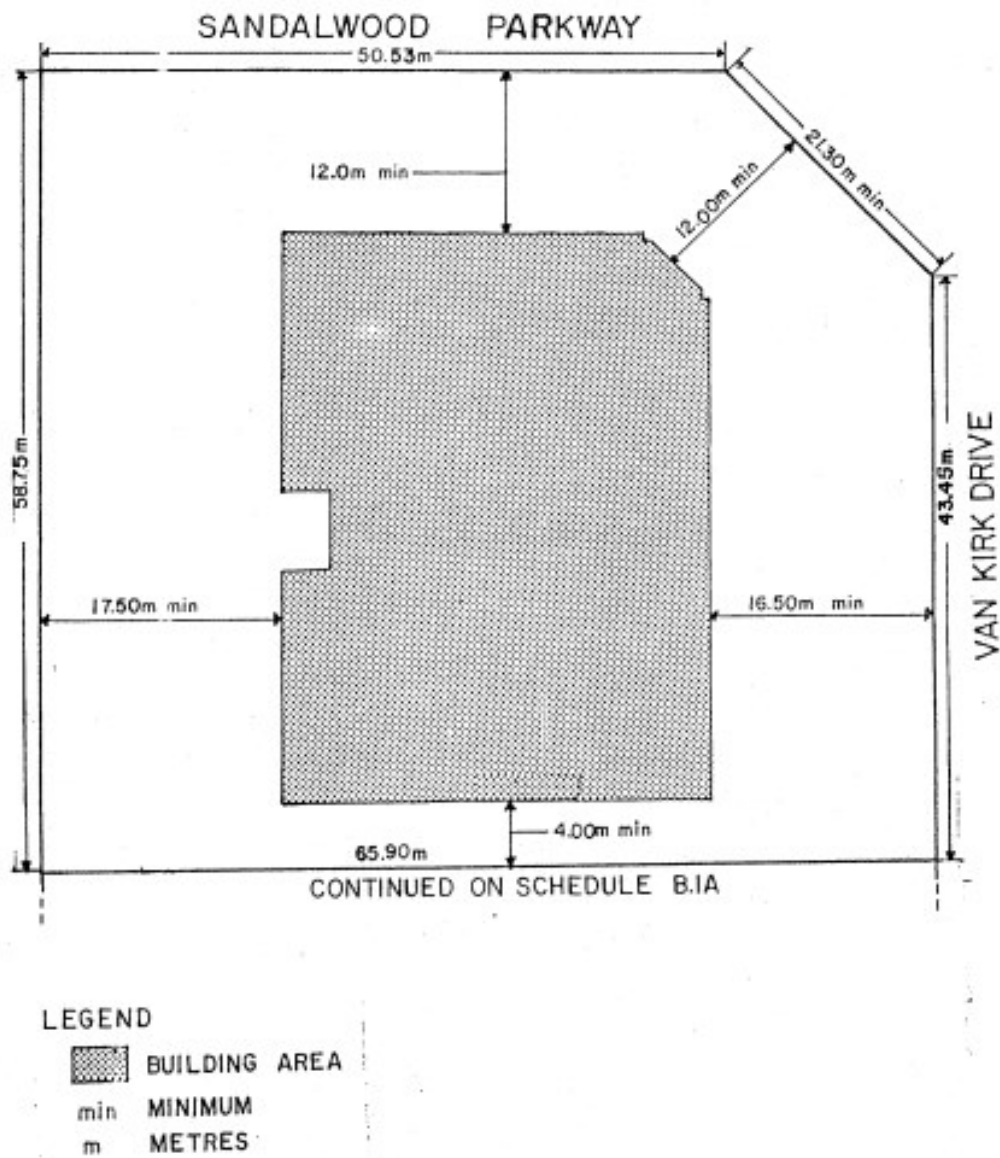 SANDALWOOD PARKWAY
50.53m
21.30m min
12.0m min
12.00m min
58.75m
43.45m
VAN KIRK DRIVE
17.50m min
16.50m min
4.00m min
65.90m
CONTINUED ON SCHEDULE B.1A
LEGEND
BUILDING AREA
min MINIMUM
m METRES